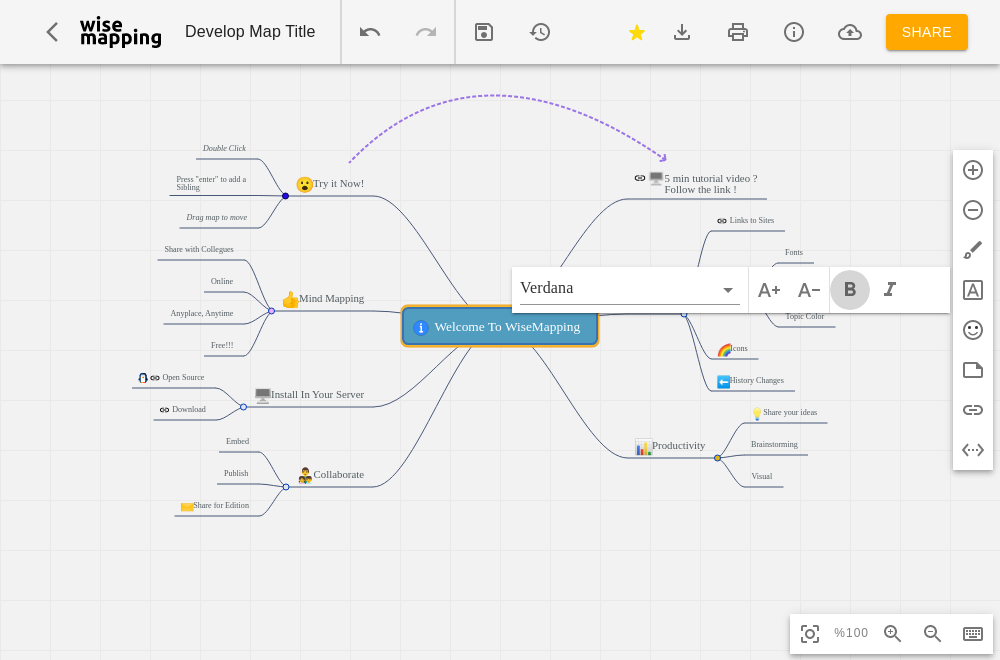 wise
mapping
Develop Map Title
SHARE
Double Click
Press "enter" to add a
Sibling
Drag map to move
Try it Now!
5 min tutorial video ?
Follow the link !
Links to Sites
Fonts
Topic Color
Verdana
A+
A-
B
I
A
Share with Collegues
Online
Anyplace, Anytime
Free!!!
Mind Mapping
Welcome To WiseMapping
Icons
History Changes
Open Source
Download
Install In Your Server
Embed
Publish
Share for Edition
Collaborate
Productivity
Share your ideas
Brainstorming
Visual
%100